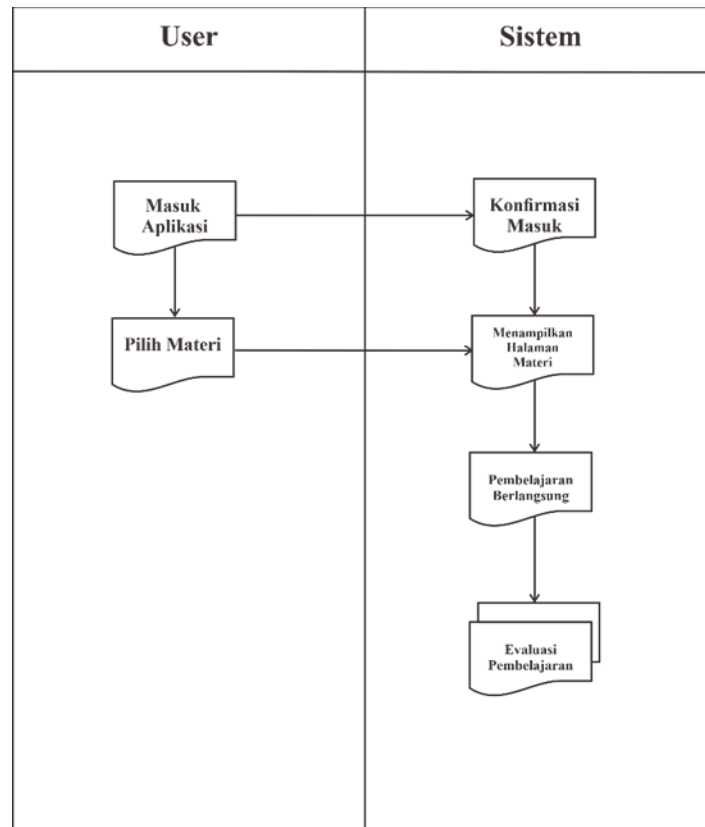 User
Sistem
Masuk
Aplikasi
Konfirmasi
Masuk
Pilih Materi
Menampilkan
Halaman
Materi
Pembelajaran
Berlangsung
Evaluasi
Pembelajaran